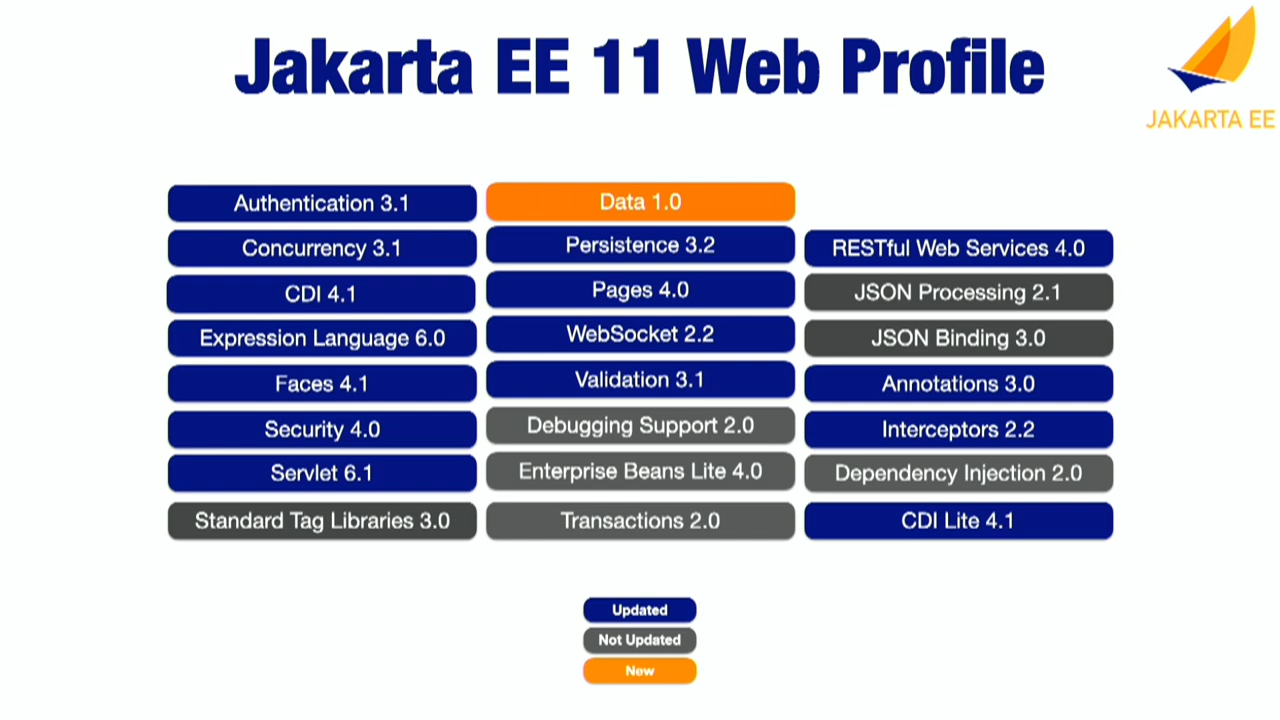 Jakarta EE 11 Web Profile
JAKARTA EE
Authentication 3.1
Concurrency 3.1
CDI 4.1
Expression Language 6.0
Faces 4.1
Security 4.0
Servlet 6.1
Standard Tag Libraries 3.0
Data 1.0
Persistence 3.2
Pages 4.0
WebSocket 2.2
Validation 3.1
Debugging Support 2.0
Enterprise Beans Lite 4.0
Transactions 2.0
RESTful Web Services 4.0
JSON Processing 2.1
JSON Binding 3.0
Annotations 3.0
Interceptors 2.2
Dependency Injection 2.0
CDI Lite 4.1
Updated
Not Updated
New